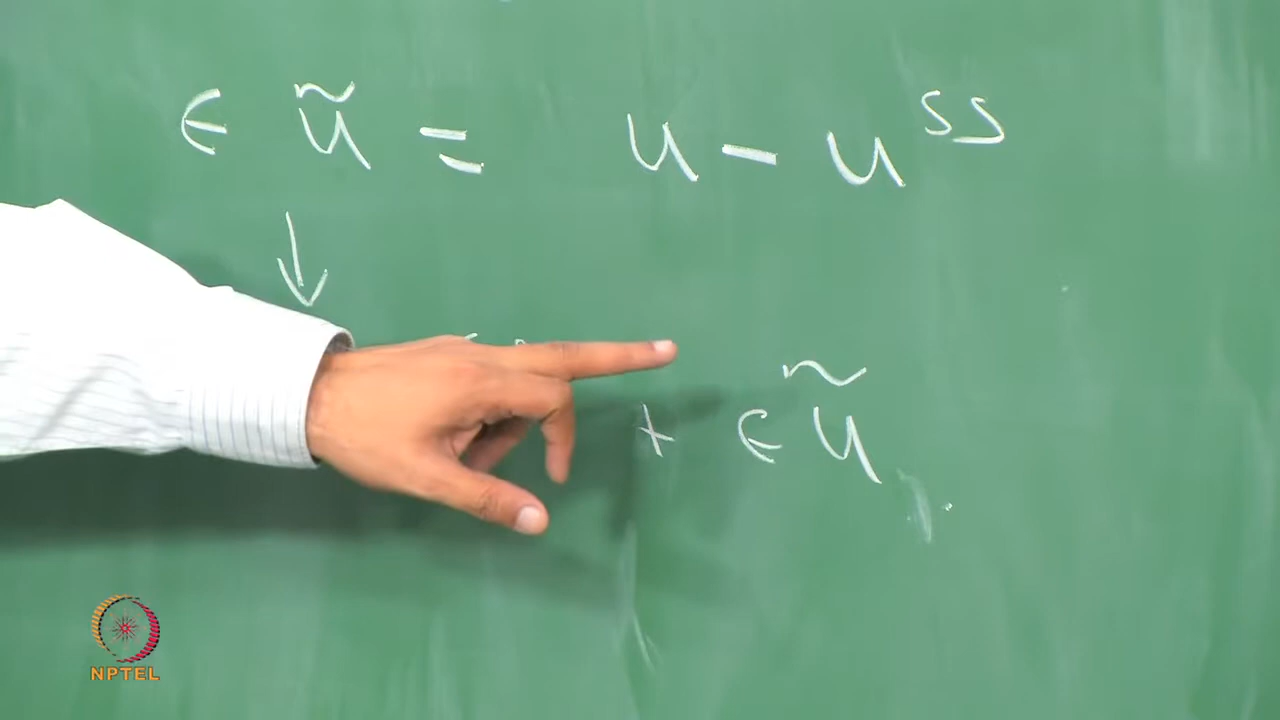 ϵ ũ = u - u^ss
↓
+ ϵ ũ
NPTEL